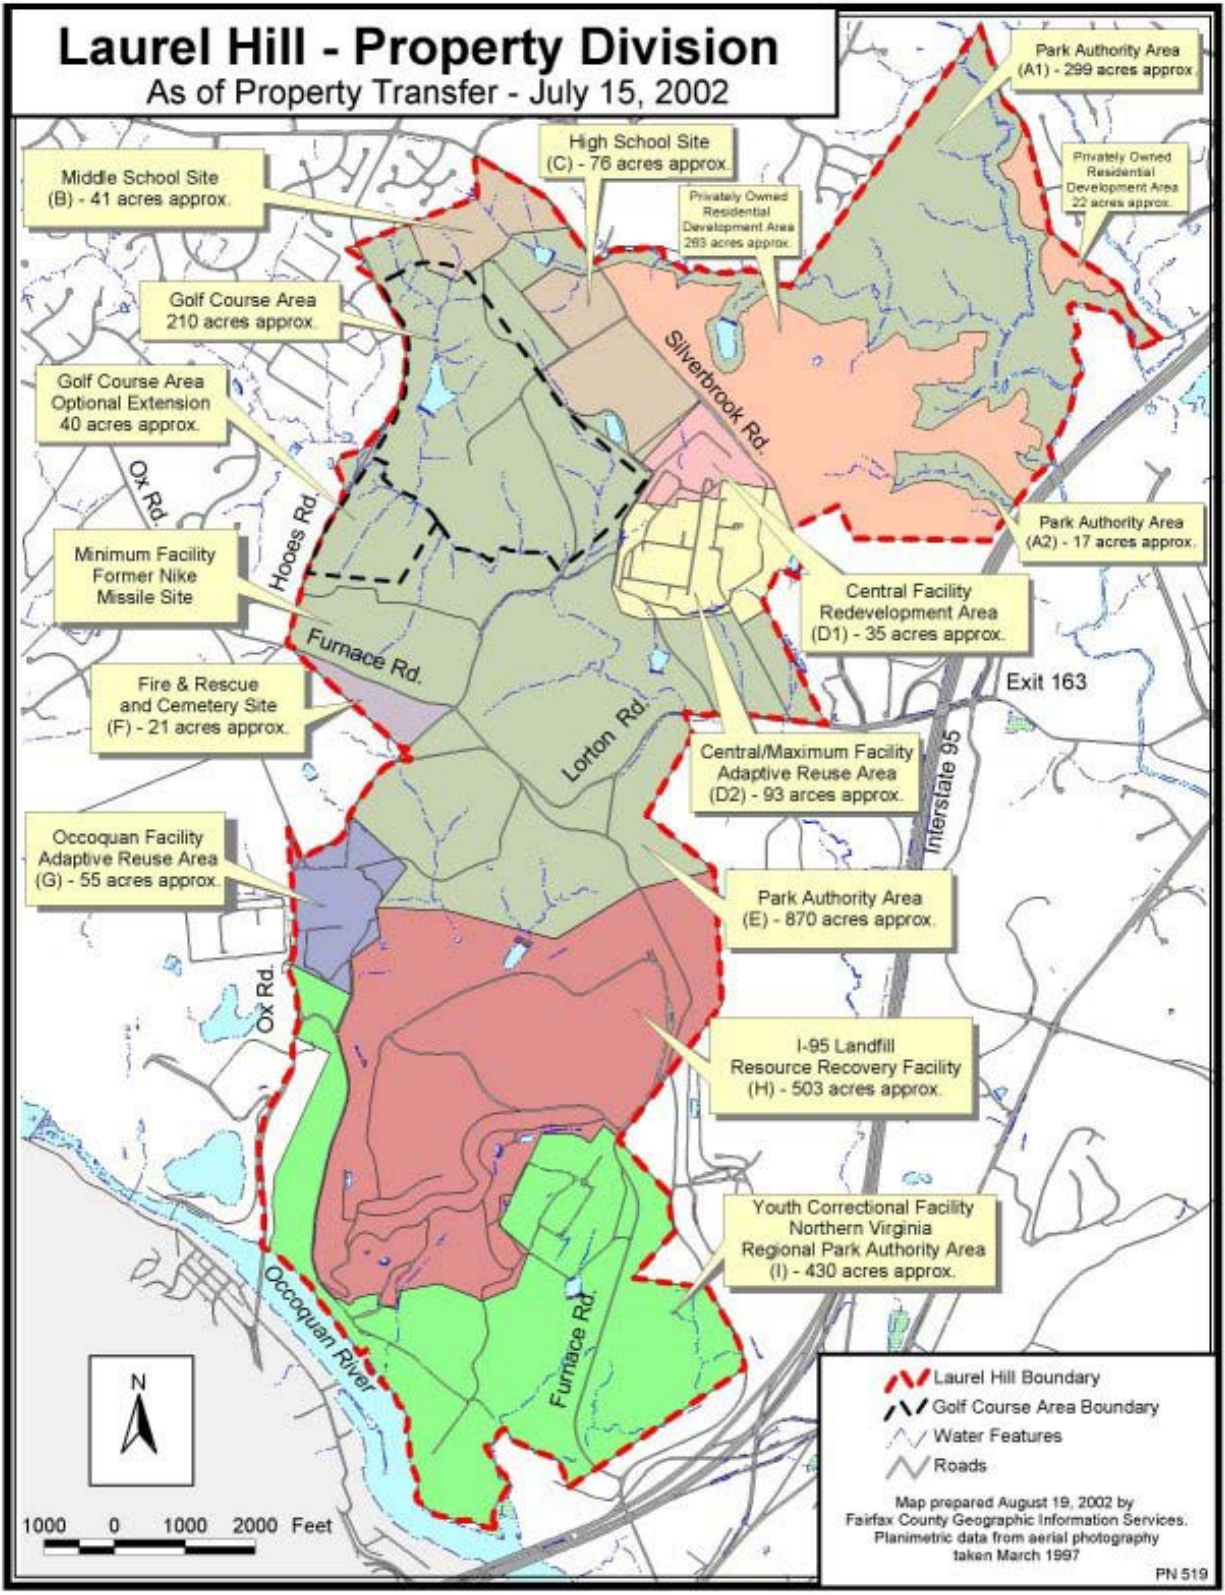 Laurel Hill - Property Division
As of Property Transfer - July 15, 2002
Park Authority Area
(A1) - 299 acres approx.
High School Site
(C) - 76 acres approx.
Middle School Site
(B) - 41 acres approx.
Privately Owned
Residential
Development Area
22 acres approx.
Privately Owned
Residential
Development Area
263 acres approx.
Golf Course Area
210 acres approx.
Silverbrook Rd.
Golf Course Area
Optional Extension
40 acres approx.
Ox Rd.
Hooes Rd.
Park Authority Area
(A2) - 17 acres approx.
Minimum Facility
Former Nike
Missile Site
Central Facility
Redevelopment Area
(D1) - 35 acres approx.
Furnace Rd.
Fire & Rescue
and Cemetery Site
(F) - 21 acres approx.
Exit 163
Lorton Rd.
Central/Maximum Facility
Adaptive Reuse Area
(D2) - 93 arces approx.
Interstate 95
Occoquan Facility
Adaptive Reuse Area
(G) - 55 acres approx.
Park Authority Area
(E) - 870 acres approx.
Ox Rd.
I-95 Landfill
Resource Recovery Facility
(H) - 503 acres approx.
Youth Correctional Facility
Northern Virginia
Regional Park Authority Area
(I) - 430 acres approx.
Occoquan River
Furnace Rd.
N
1000 0 1000 2000 Feet
Laurel Hill Boundary
Golf Course Area Boundary
Water Features
Roads
Map prepared August 19, 2002 by
Fairfax County Geographic Information Services.
Planimetric data from aerial photography
taken March 1997
PN 519